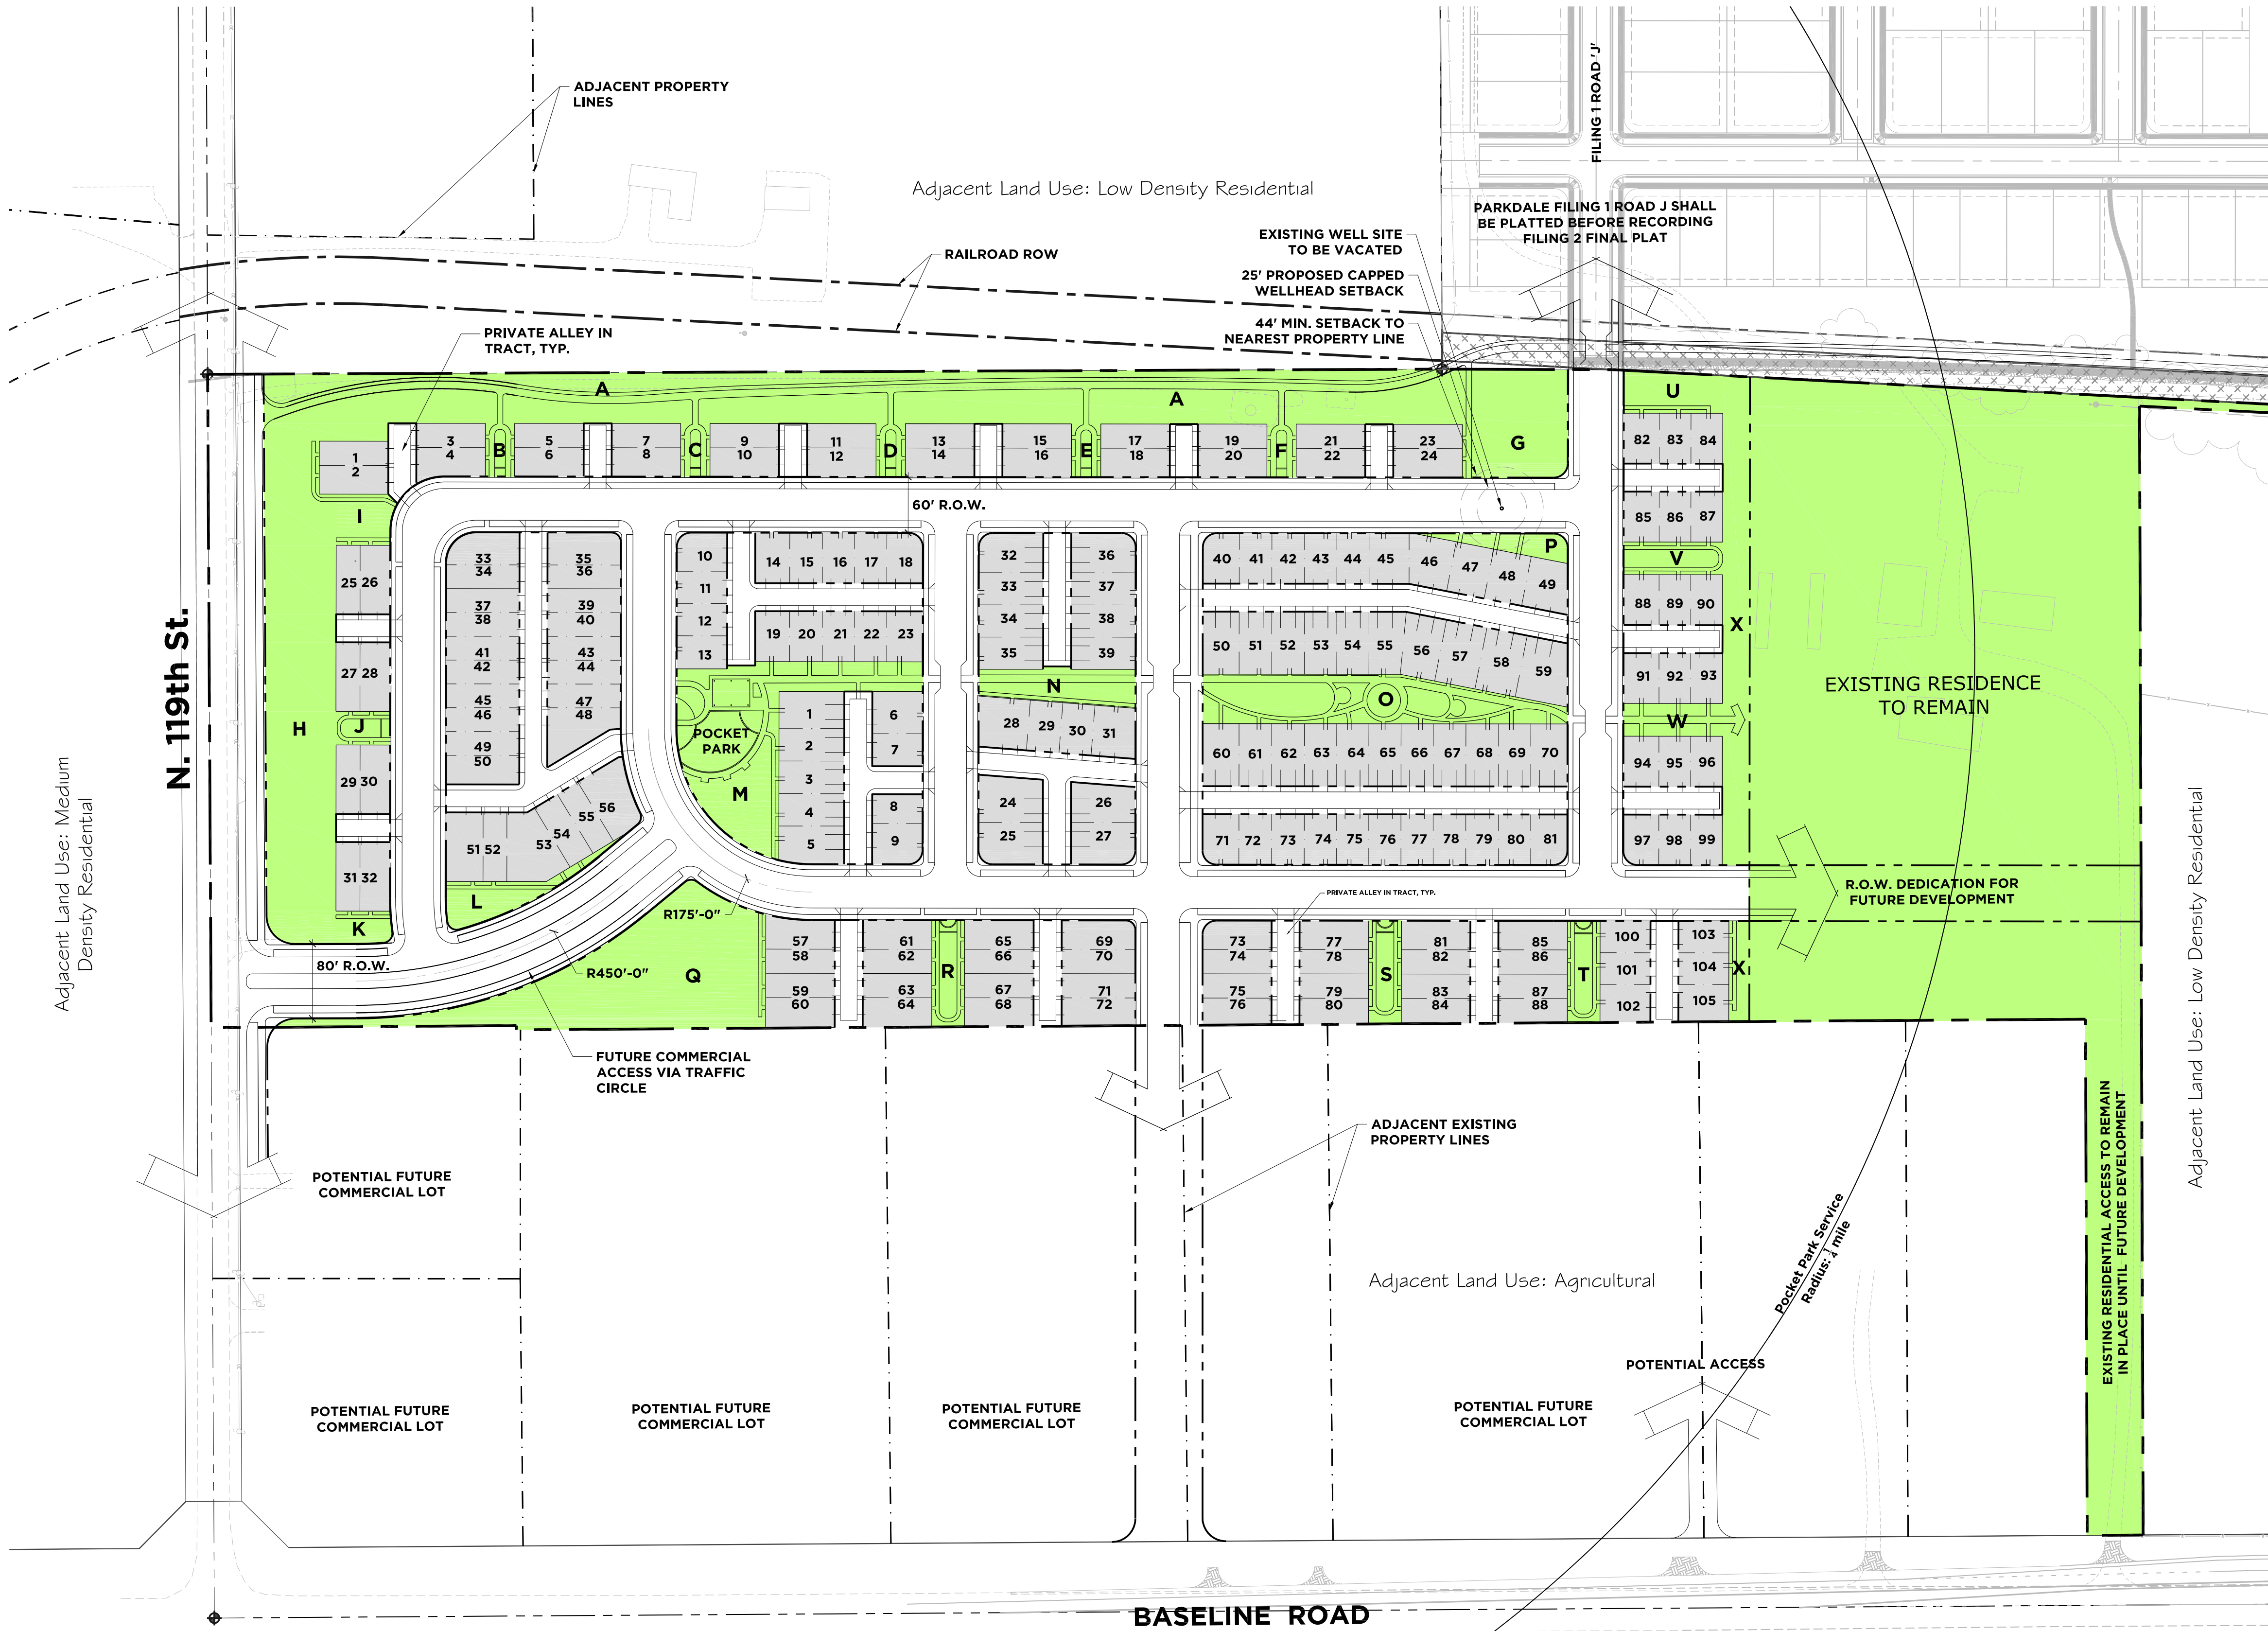 ADJACENT PROPERTY
LINES
FILING 1 ROAD 'J'
Adjacent Land Use: Low Density Residential
PARKDALE FILING 1 ROAD J SHALL
BE PLATTED BEFORE RECORDING
FILING 2 FINAL PLAT
EXISTING WELL SITE
TO BE VACATED
RAILROAD ROW
25' PROPOSED CAPPED
WELLHEAD SETBACK
44' MIN. SETBACK TO
NEAREST PROPERTY LINE
PRIVATE ALLEY IN
TRACT, TYP.
A
A
U
1
2
3
4
B
5
6
7
8
C
9
10
11
12
D
13
14
15
16
E
17
18
19
20
F
21
22
23
24
G
82 83 84
I
60' R.O.W.
85 86 87
V
88 89 90
X
91 92 93
W
94 95 96
97 98 99
25 26
27 28
H
J
29 30
31 32
K
33
34
35
36
37
38
39
40
41
42
43
44
45
46
47
48
49
50
51 52
53
54
55
56
L
10
11
12
13
14 15 16 17 18
19 20 21 22 23
POCKET
PARK
M
1
2
3
4
5
6
7
8
9
32
33
34
35
36
37
38
39
N
28 29 30 31
24
25
26
27
40 41 42 43 44 45 46 47 48 49
P
50 51 52 53 54 55 56 57 58 59
O
60 61 62 63 64 65 66 67 68 69 70
71 72 73 74 75 76 77 78 79 80 81
EXISTING RESIDENCE
TO REMAIN
N. 119th St.
Adjacent Land Use: Medium
Density Residential
Adjacent Land Use: Low Density Residential
R.O.W. DEDICATION FOR
FUTURE DEVELOPMENT
PRIVATE ALLEY IN TRACT, TYP.
R175'-0"
80' R.O.W.
R450'-0"
Q
57
58
59
60
61
62
63
64
R
65
66
67
68
69
70
71
72
73
74
75
76
77
78
79
80
S
81
82
83
84
85
86
87
88
T
100
101
102
103
104
105
X
FUTURE COMMERCIAL
ACCESS VIA TRAFFIC
CIRCLE
ADJACENT EXISTING
PROPERTY LINES
POTENTIAL FUTURE
COMMERCIAL LOT
Adjacent Land Use: Agricultural
Pocket Park Service
Radius: 1/4 mile
EXISTING RESIDENTIAL ACCESS TO REMAIN
IN PLACE UNTIL FUTURE DEVELOPMENT
POTENTIAL ACCESS
POTENTIAL FUTURE
COMMERCIAL LOT
POTENTIAL FUTURE
COMMERCIAL LOT
POTENTIAL FUTURE
COMMERCIAL LOT
POTENTIAL FUTURE
COMMERCIAL LOT
BASELINE ROAD